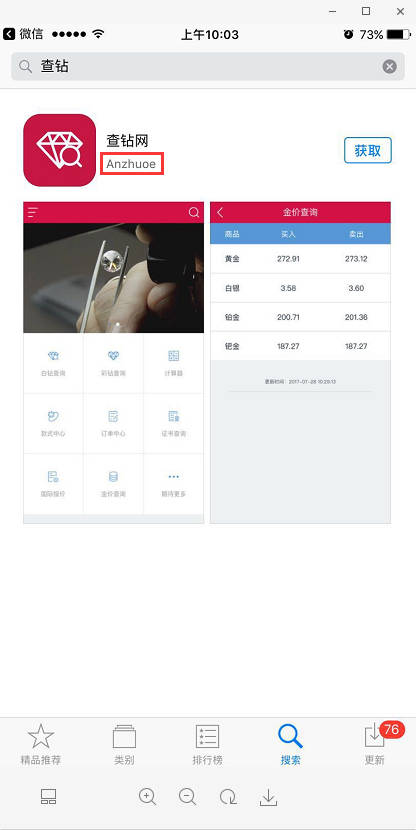 微信 上午10:03 73%
查钻
查钻网
Anzhuoe
获取
金价查询
商品 买入 卖出
黄金 272.91 273.12
白银 3.58 3.60
铂金 200.71 201.36
钯金 187.27 187.27
更新时间：2017-07-28 10:29:13
白钻查询 彩钻查询 计算器
款式中心 订单中心 证书查询
国际报价 金价查询 期待更多
76
精品推荐 类别 排行榜 搜索 更新